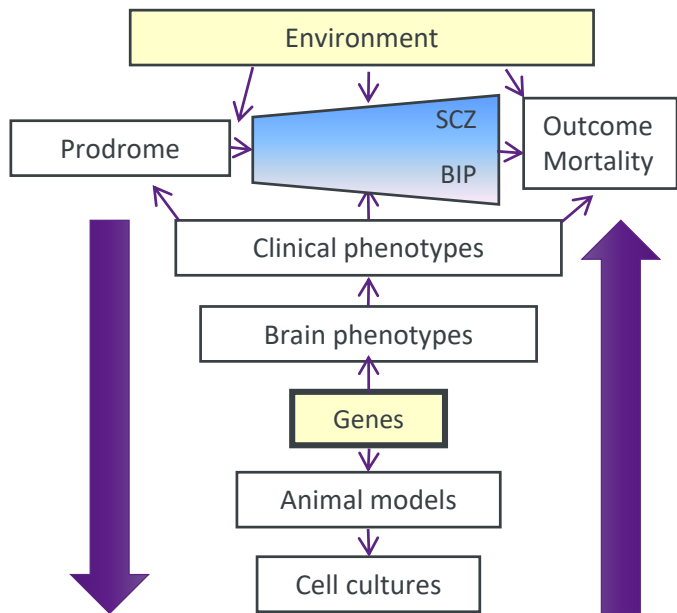 Environment
SCZ
Prodrome
BIP
Outcome
Mortality
Clinical phenotypes
Brain phenotypes
Genes
Animal models
Cell cultures